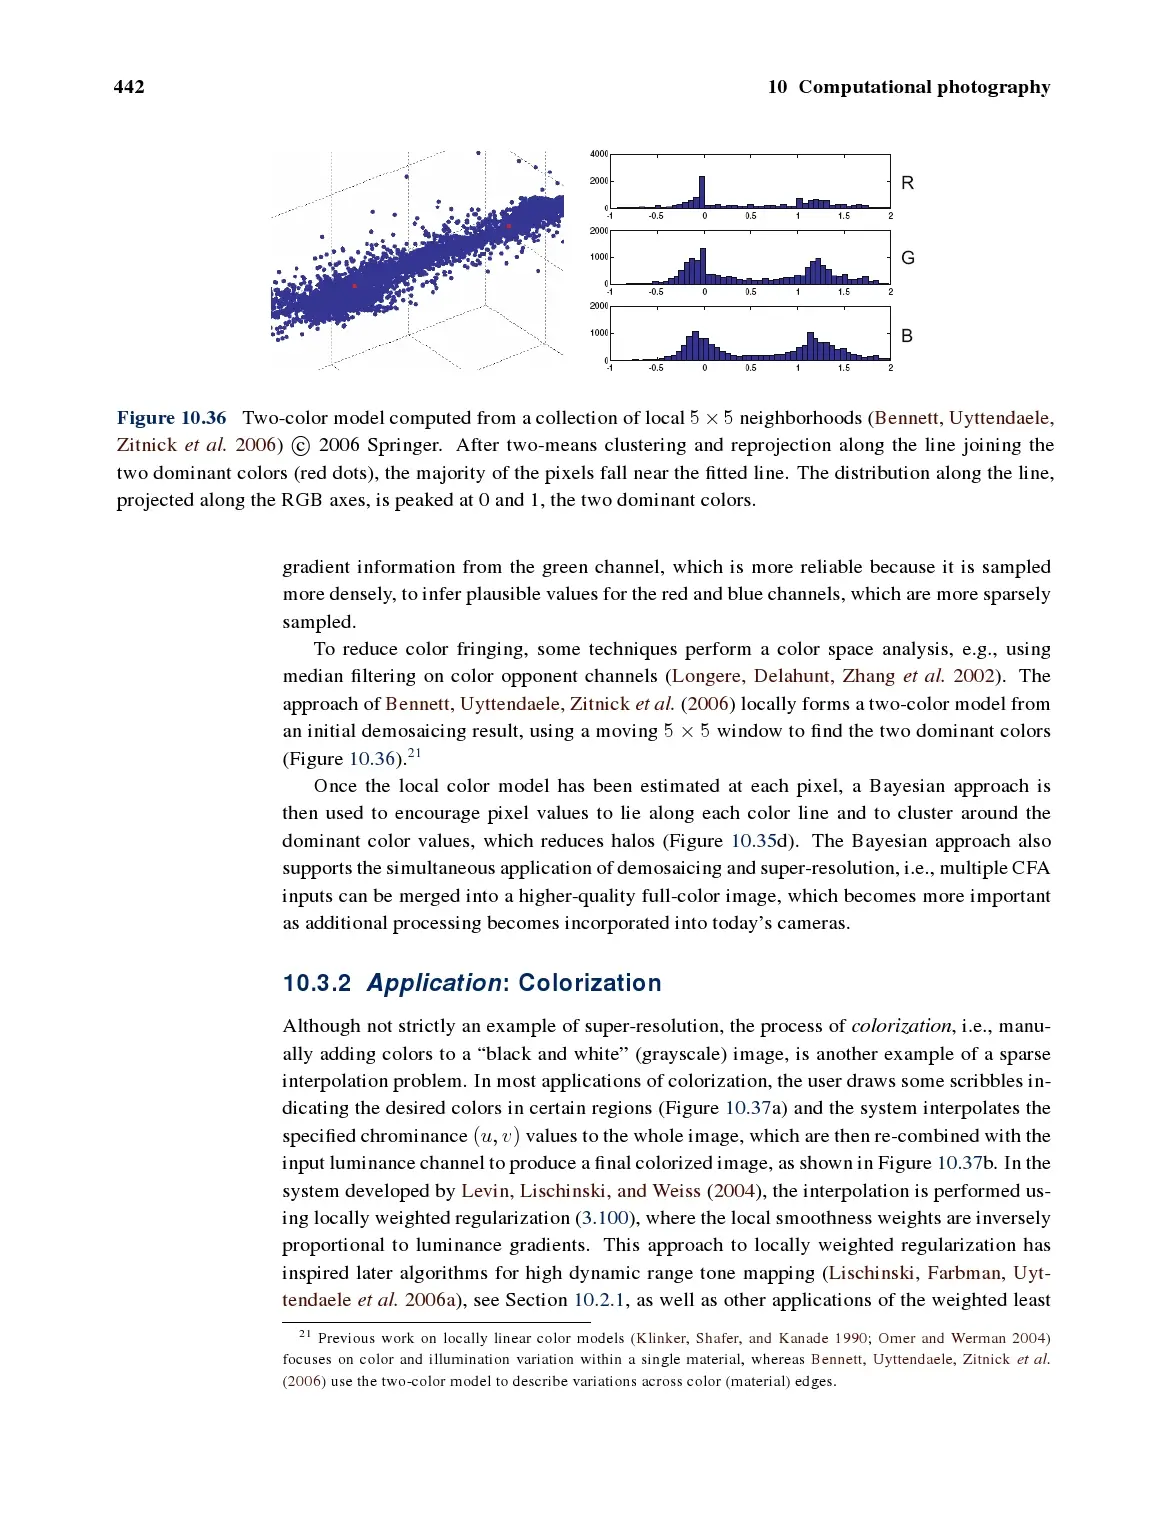 442
10 Computational photography
4000
2000
0
-1 -0.5 0 0.5 1 1.5 2
R
2000
1000
0
-1 -0.5 0 0.5 1 1.5 2
G
2000
1000
0
-1 -0.5 0 0.5 1 1.5 2
B
Figure 10.36 Two-color model computed from a collection of local 5 × 5 neighborhoods (Bennett, Uyttendaele,
Zitnick et al. 2006) © 2006 Springer. After two-means clustering and reprojection along the line joining the
two dominant colors (red dots), the majority of the pixels fall near the fitted line. The distribution along the line,
projected along the RGB axes, is peaked at 0 and 1, the two dominant colors.
gradient information from the green channel, which is more reliable because it is sampled
more densely, to infer plausible values for the red and blue channels, which are more sparsely
sampled.
To reduce color fringing, some techniques perform a color space analysis, e.g., using
median filtering on color opponent channels (Longere, Delahunt, Zhang et al. 2002). The
approach of Bennett, Uyttendaele, Zitnick et al. (2006) locally forms a two-color model from
an initial demosaicing result, using a moving 5 × 5 window to find the two dominant colors
(Figure 10.36).21
Once the local color model has been estimated at each pixel, a Bayesian approach is
then used to encourage pixel values to lie along each color line and to cluster around the
dominant color values, which reduces halos (Figure 10.35d). The Bayesian approach also
supports the simultaneous application of demosaicing and super-resolution, i.e., multiple CFA
inputs can be merged into a higher-quality full-color image, which becomes more important
as additional processing becomes incorporated into today's cameras.
10.3.2 Application: Colorization
Although not strictly an example of super-resolution, the process of colorization, i.e., manu-
ally adding colors to a “black and white” (grayscale) image, is another example of a sparse
interpolation problem. In most applications of colorization, the user draws some scribbles in-
dicating the desired colors in certain regions (Figure 10.37a) and the system interpolates the
specified chrominance (u, v) values to the whole image, which are then re-combined with the
input luminance channel to produce a final colorized image, as shown in Figure 10.37b. In the
system developed by Levin, Lischinski, and Weiss (2004), the interpolation is performed us-
ing locally weighted regularization (3.100), where the local smoothness weights are inversely
proportional to luminance gradients. This approach to locally weighted regularization has
inspired later algorithms for high dynamic range tone mapping (Lischinski, Farbman, Uyt-
tendaele et al. 2006a), see Section 10.2.1, as well as other applications of the weighted least
21 Previous work on locally linear color models (Klinker, Shafer, and Kanade 1990; Omer and Werman 2004)
focuses on color and illumination variation within a single material, whereas Bennett, Uyttendaele, Zitnick et al.
(2006) use the two-color model to describe variations across color (material) edges.